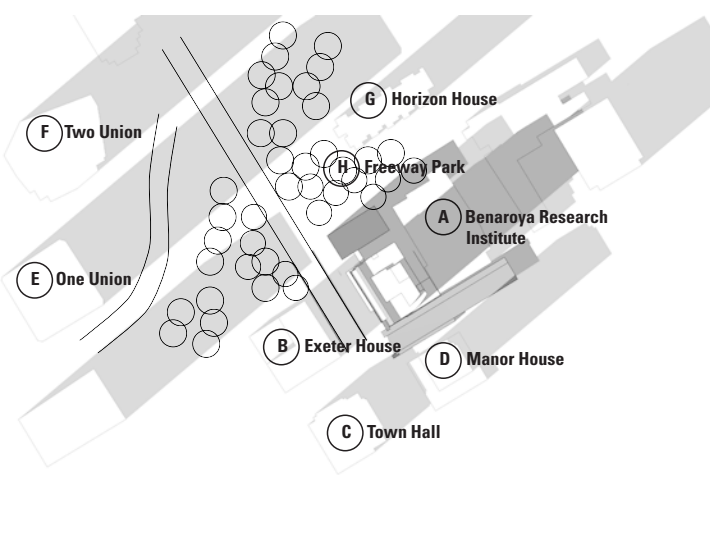 G Horizon House
F Two Union
H Freeway Park
A Benaroya Research
Institute
E One Union
B Exeter House
D Manor House
C Town Hall